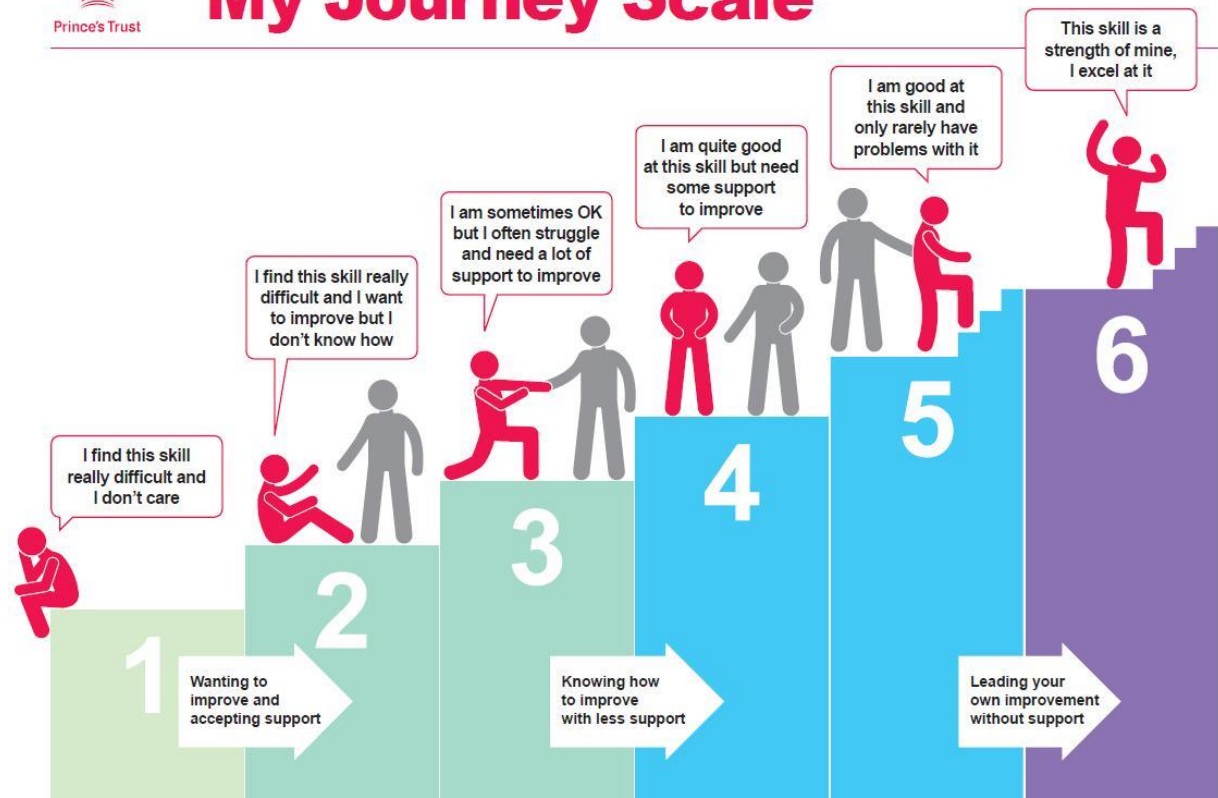 Prince's Trust
My Journey Scale
This skill is a
strength of mine,
I excel at it
I am good at
this skill and
only rarely have
problems with it
I am quite good
at this skill but need
some support
to improve
I am sometimes OK
but I often struggle
and need a lot of
support to improve
I find this skill really
difficult and I want
to improve but I
don't know how
I find this skill
really difficult and
I don't care
1
2
3
4
5
6
Wanting to
improve and
accepting support
Knowing how
to improve
with less support
Leading your
own improvement
without support